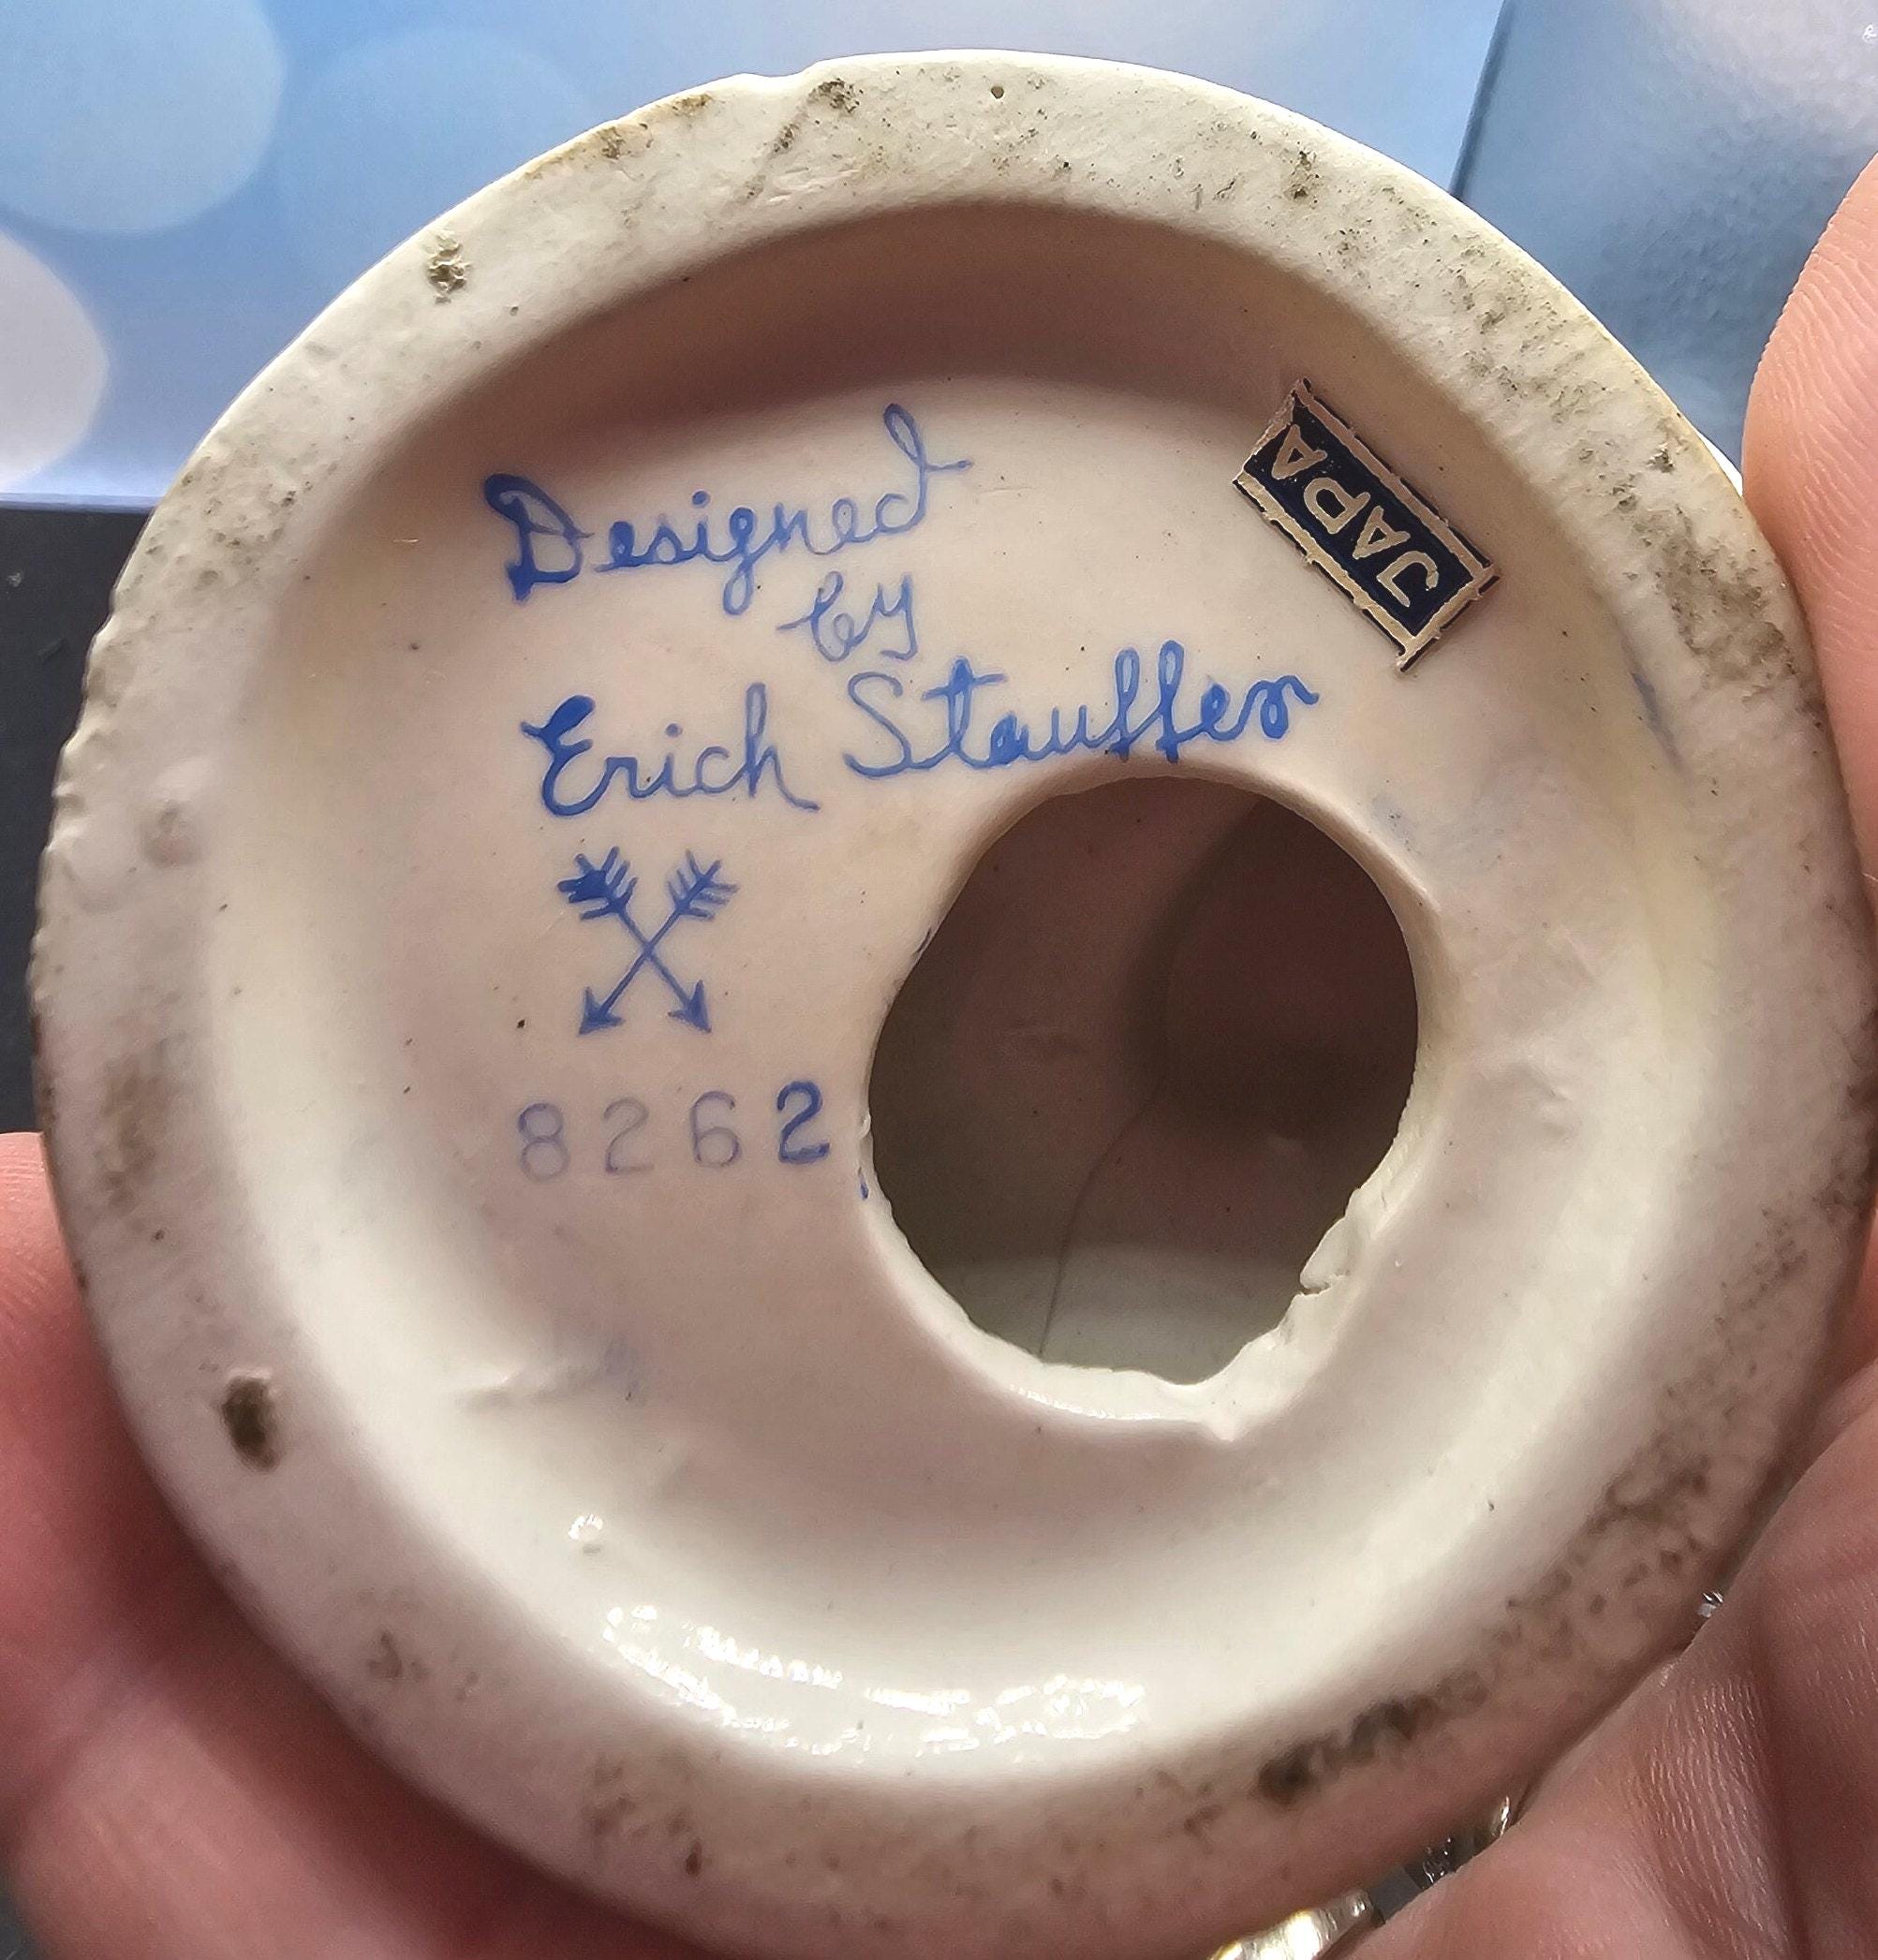 Designed
by
Erich Stauffer
8262
JAPA